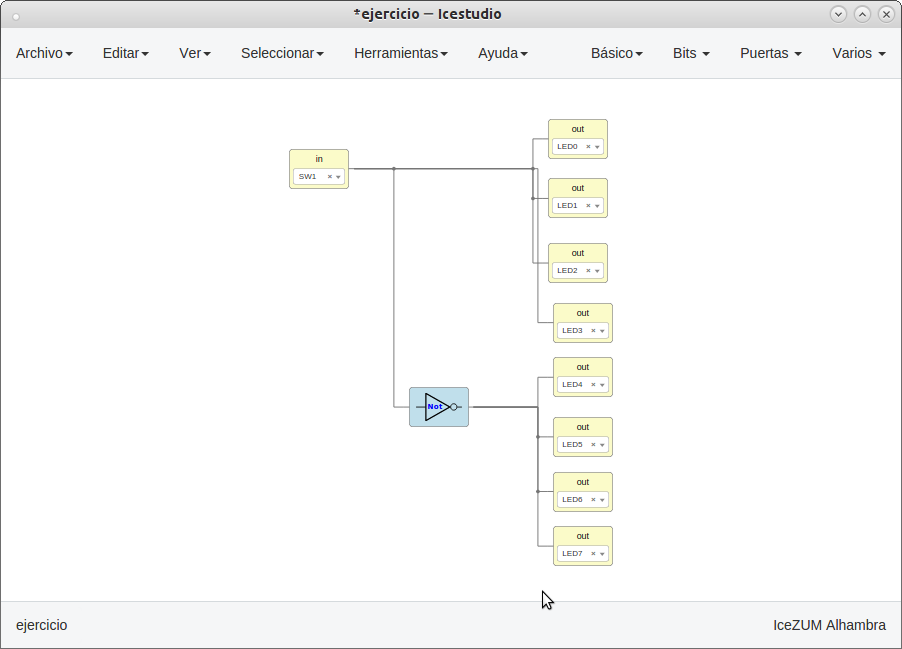 *ejercicio — Icestudio
Archivo Editar Ver Seleccionar Herramientas Ayuda Básico Bits Puertas Varios
in
SW1
out
LED0
out
LED1
out
LED2
out
LED3
out
LED4
Not
out
LED5
out
LED6
out
LED7
ejercicio IceZUM Alhambra